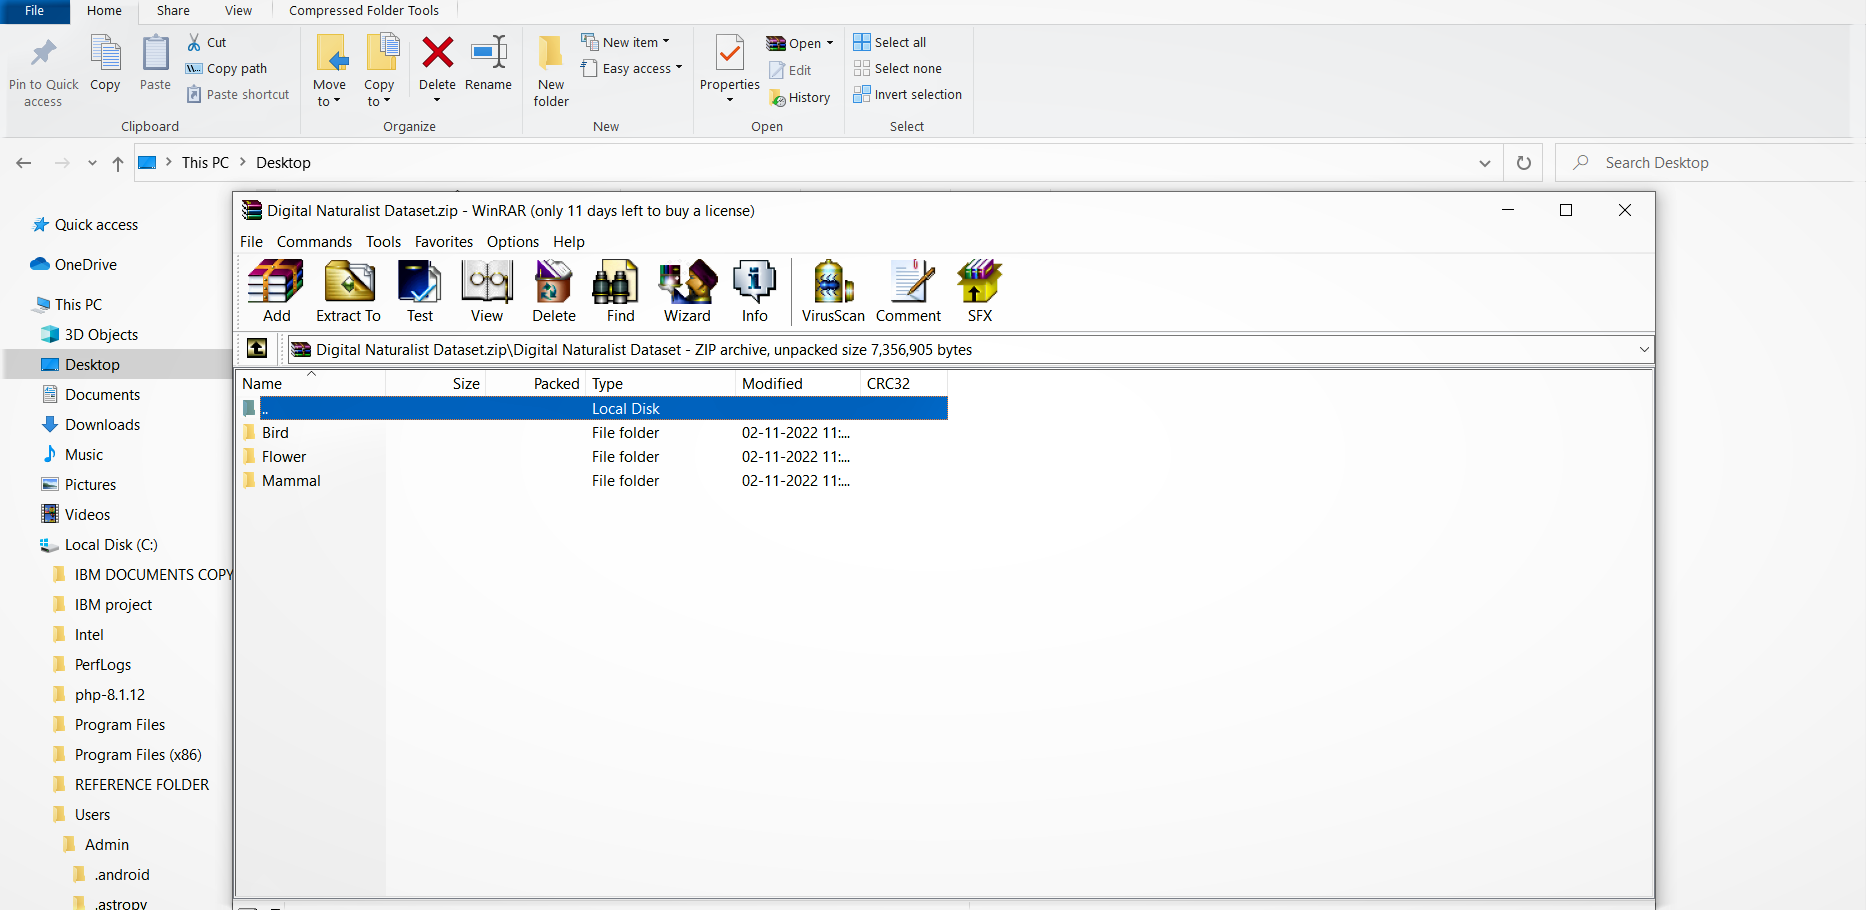 File Home Share View Compressed Folder Tools
Pin to Quick access
Copy
Paste
Cut
Copy path
Paste shortcut
Clipboard
Move to
Copy to
Delete
Rename
Organize
New folder
New item
Easy access
New
Properties
Open
Edit
History
Open
Select all
Select none
Invert selection
Select
This PC > Desktop
Search Desktop
Quick access
OneDrive
This PC
3D Objects
Desktop
Documents
Downloads
Music
Pictures
Videos
Local Disk (C:)
IBM DOCUMENTS COPY
IBM project
Intel
PerfLogs
php-8.1.12
Program Files
Program Files (x86)
REFERENCE FOLDER
Users
Admin
.android
.astropy
Digital Naturalist Dataset.zip - WinRAR (only 11 days left to buy a license)
File Commands Tools Favorites Options Help
Add Extract To Test View Delete Find Wizard Info VirusScan Comment SFX
Digital Naturalist Dataset.zip\Digital Naturalist Dataset - ZIP archive, unpacked size 7,356,905 bytes
Name Size Packed Type Modified CRC32
.. Local Disk
Bird File folder 02-11-2022 11:...
Flower File folder 02-11-2022 11:...
Mammal File folder 02-11-2022 11:...